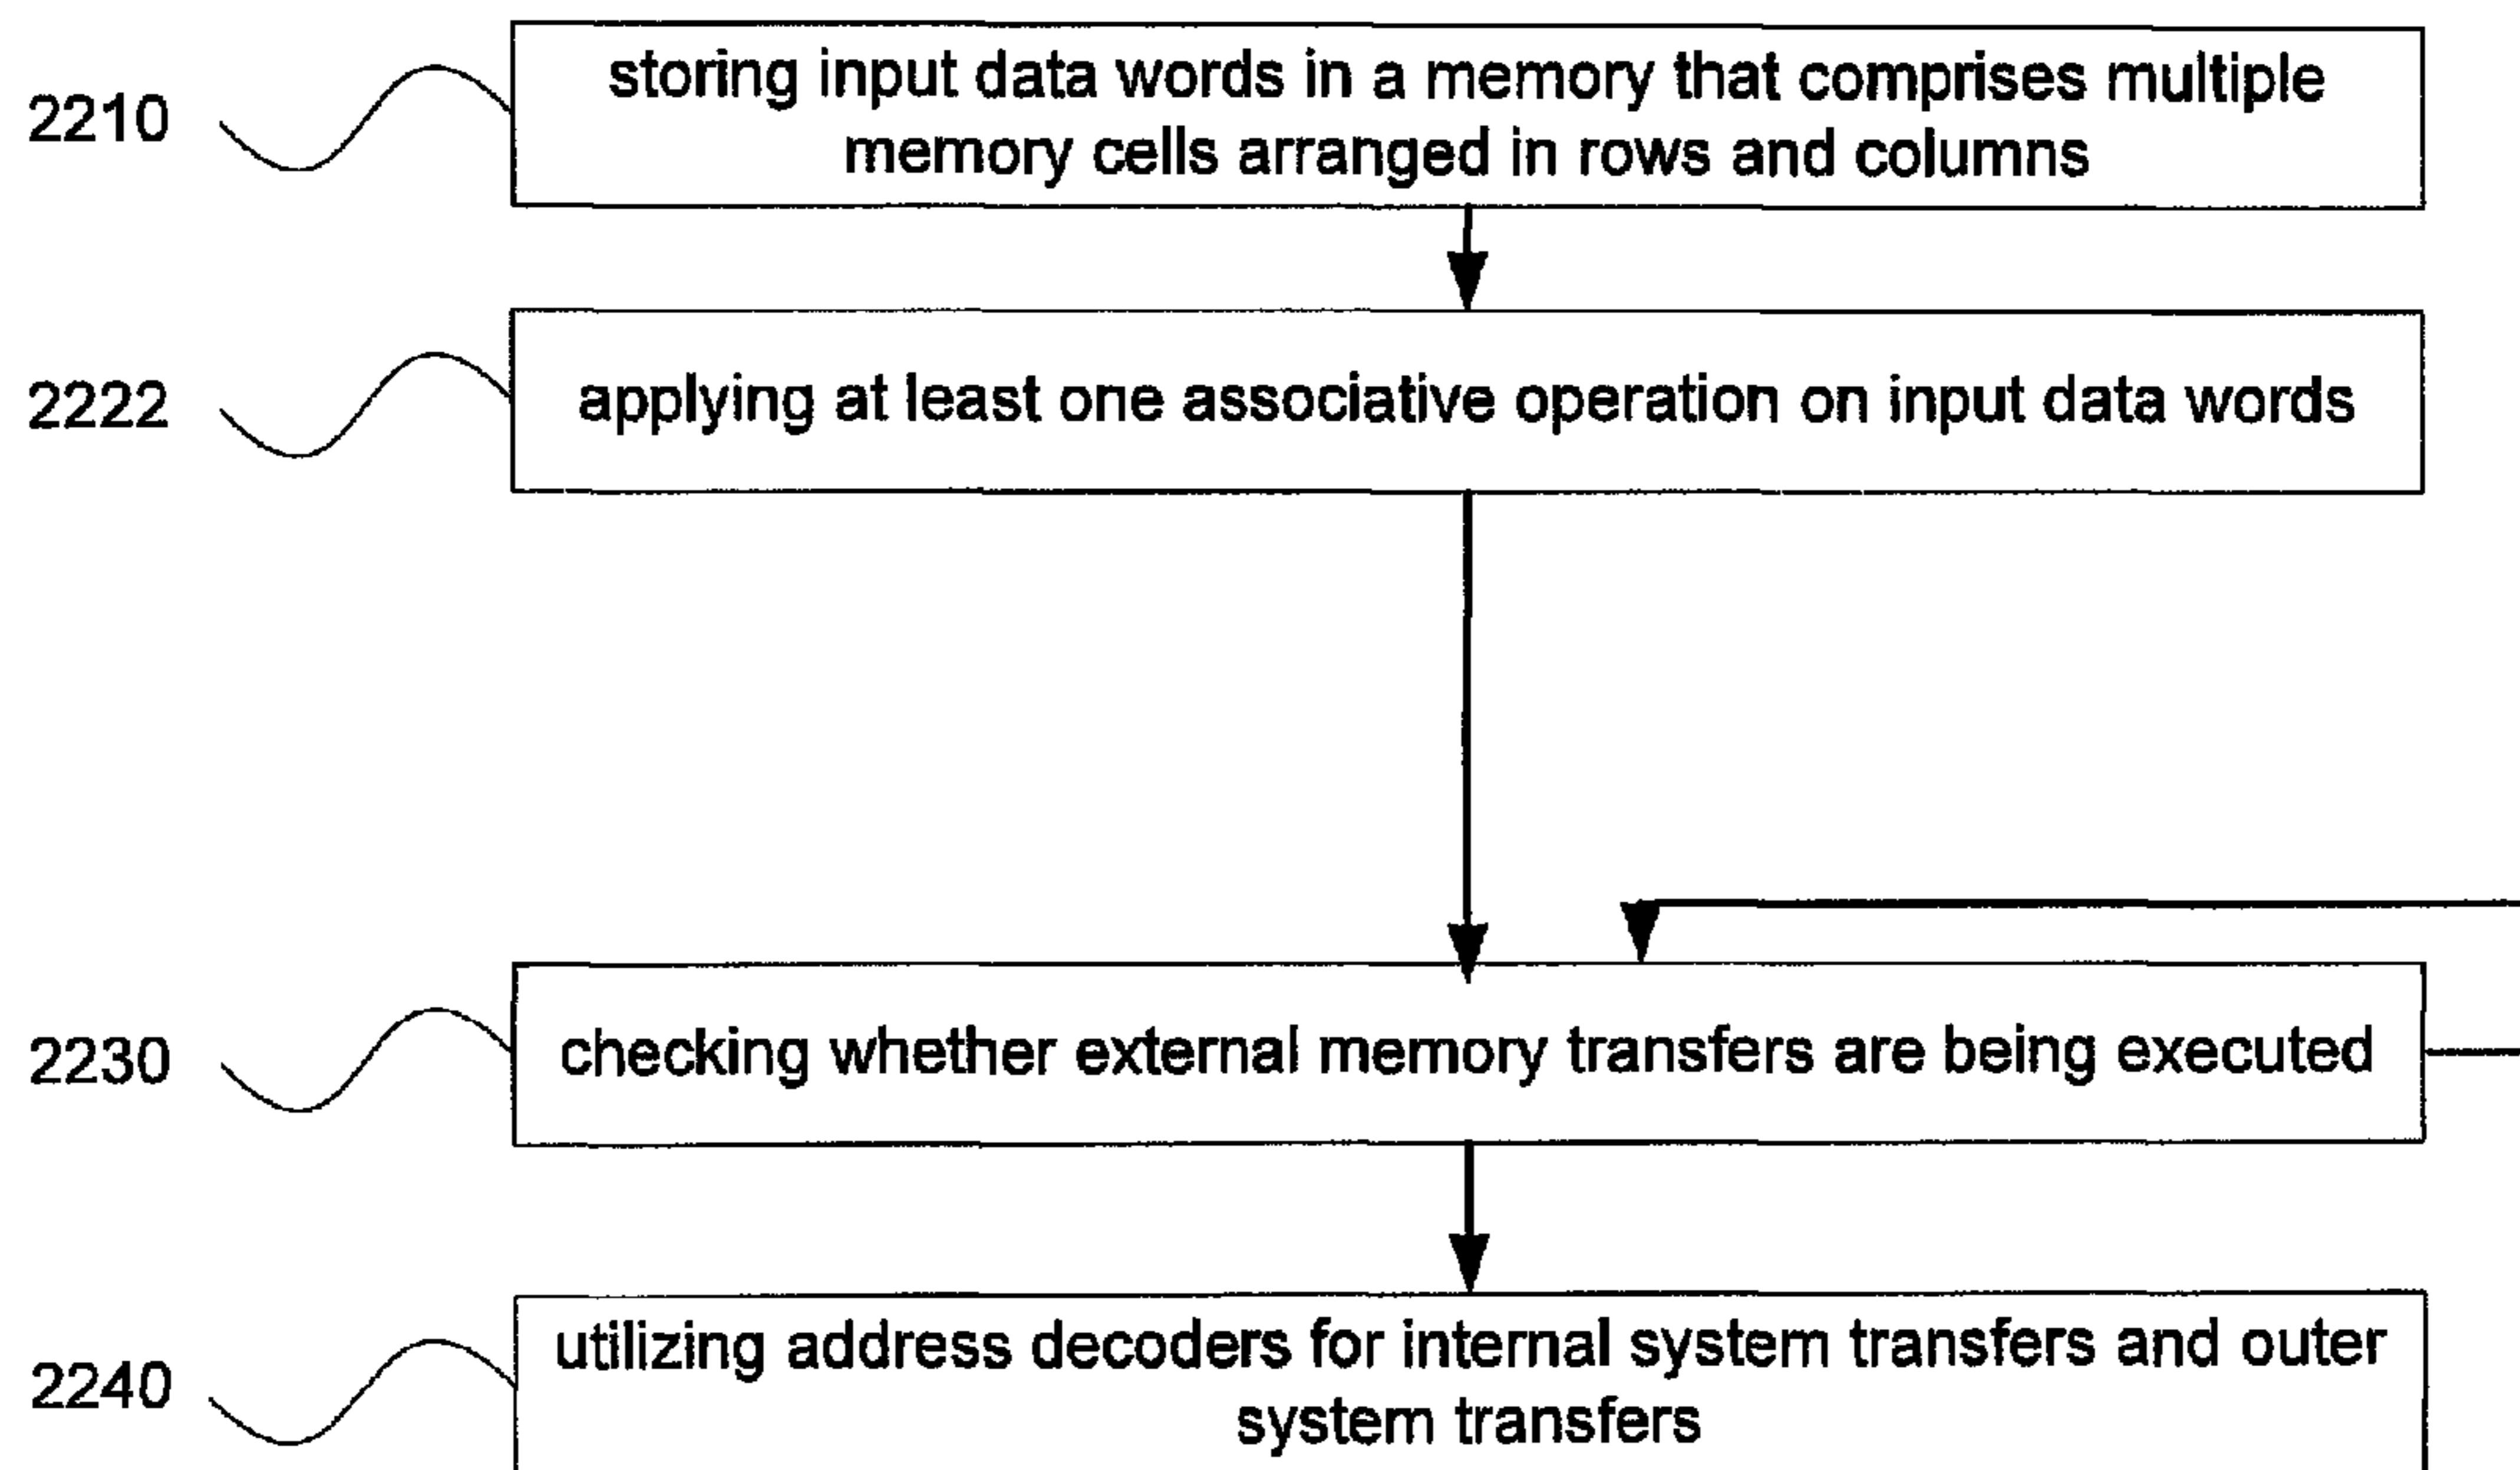 2210
storing input data words in a memory that comprises multiple
memory cells arranged in rows and columns
2222
applying at least one associative operation on input data words
2230
checking whether external memory transfers are being executed
2240
utilizing address decoders for internal system transfers and outer
system transfers